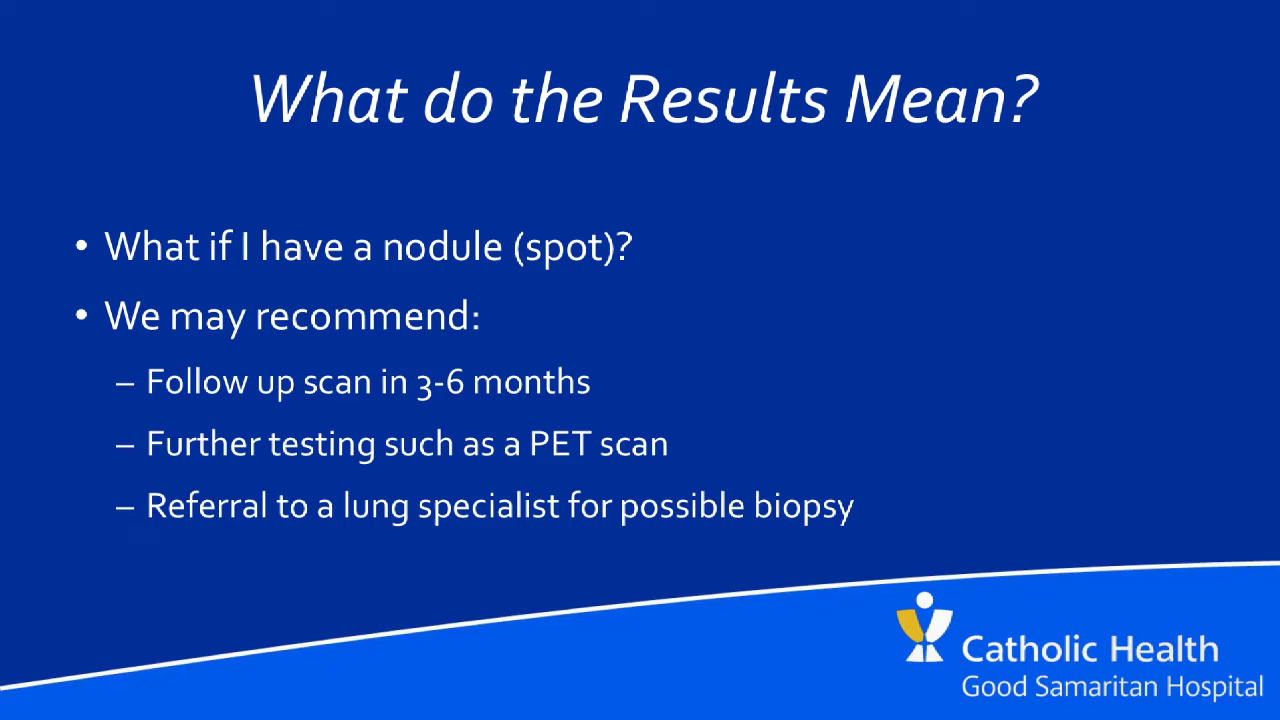 What do the Results Mean?
• What if I have a nodule (spot)?
• We may recommend:
– Follow up scan in 3-6 months
– Further testing such as a PET scan
– Referral to a lung specialist for possible biopsy
Catholic Health
Good Samaritan Hospital